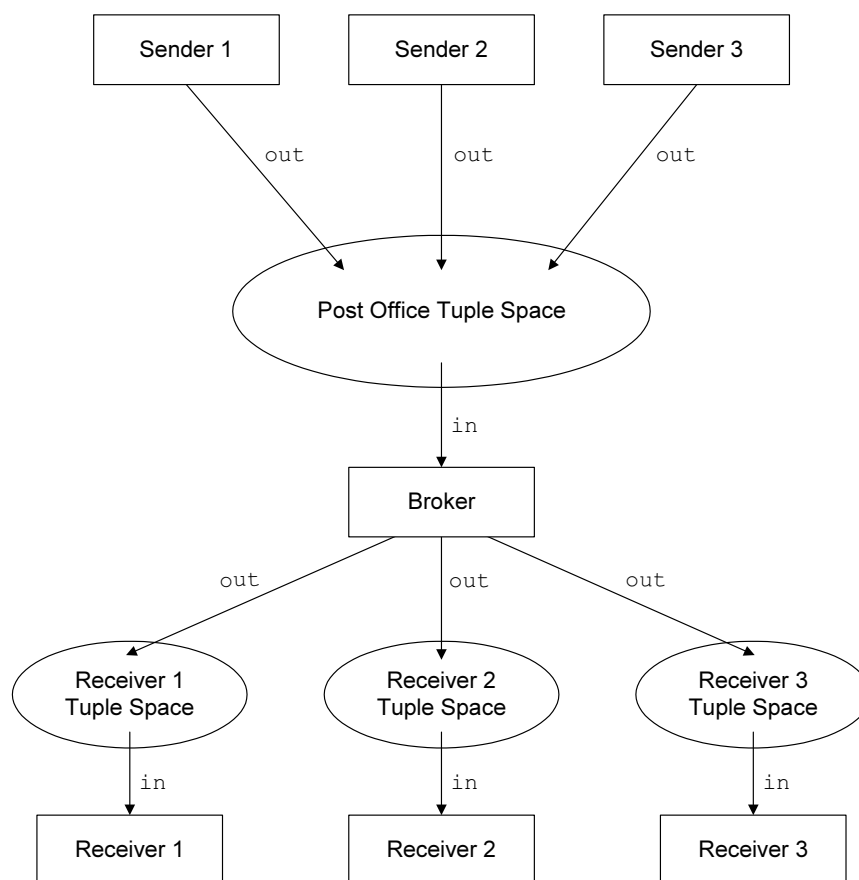 Sender 1
Sender 2
Sender 3
out
out
out
Post Office Tuple Space
in
Broker
out
out
out
Receiver 1
Tuple Space
Receiver 2
Tuple Space
Receiver 3
Tuple Space
in
in
in
Receiver 1
Receiver 2
Receiver 3